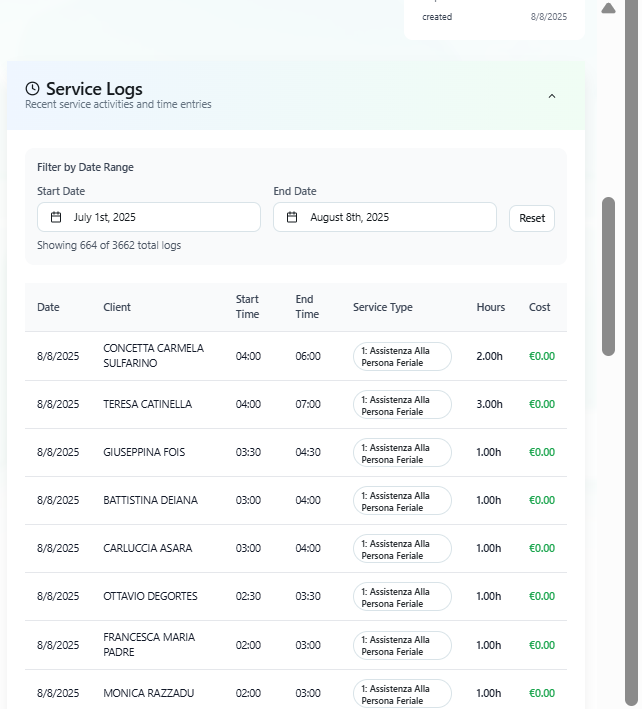 created 8/8/2025
Service Logs
Recent service activities and time entries
Filter by Date Range
Start Date End Date
July 1st, 2025 August 8th, 2025 Reset
Showing 664 of 3662 total logs
Date Client Start Time End Time Service Type Hours Cost
8/8/2025 CONCETTA CARMELA SULFARINO 04:00 06:00 1: Assistenza Alla Persona Feriale 2.00h €0.00
8/8/2025 TERESA CATINELLA 04:00 07:00 1: Assistenza Alla Persona Feriale 3.00h €0.00
8/8/2025 GIUSEPPINA FOIS 03:30 04:30 1: Assistenza Alla Persona Feriale 1.00h €0.00
8/8/2025 BATTISTINA DEIANA 03:00 04:00 1: Assistenza Alla Persona Feriale 1.00h €0.00
8/8/2025 CARLUCCIA ASARA 03:00 04:00 1: Assistenza Alla Persona Feriale 1.00h €0.00
8/8/2025 OTTAVIO DEGORTES 02:30 03:30 1: Assistenza Alla Persona Feriale 1.00h €0.00
8/8/2025 FRANCESCA MARIA PADRE 02:00 03:00 1: Assistenza Alla Persona Feriale 1.00h €0.00
8/8/2025 MONICA RAZZADU 02:00 03:00 1: Assistenza Alla Persona Feriale 1.00h €0.00